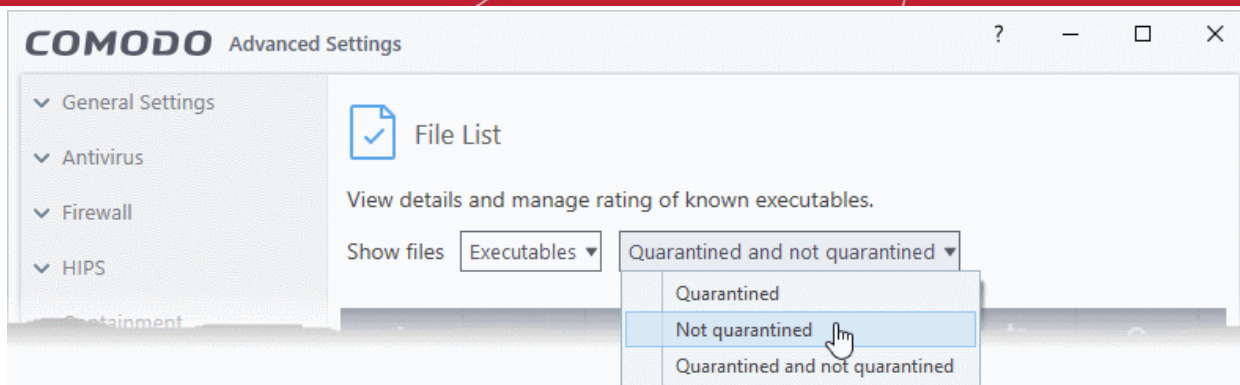 COMODO Advanced Settings ?
General Settings
File List
Antivirus
View details and manage rating of known executables.
Firewall
Show files Executables Quarantined and not quarantined
HIPS
Quarantined
Containment
Not quarantined
Quarantined and not quarantined